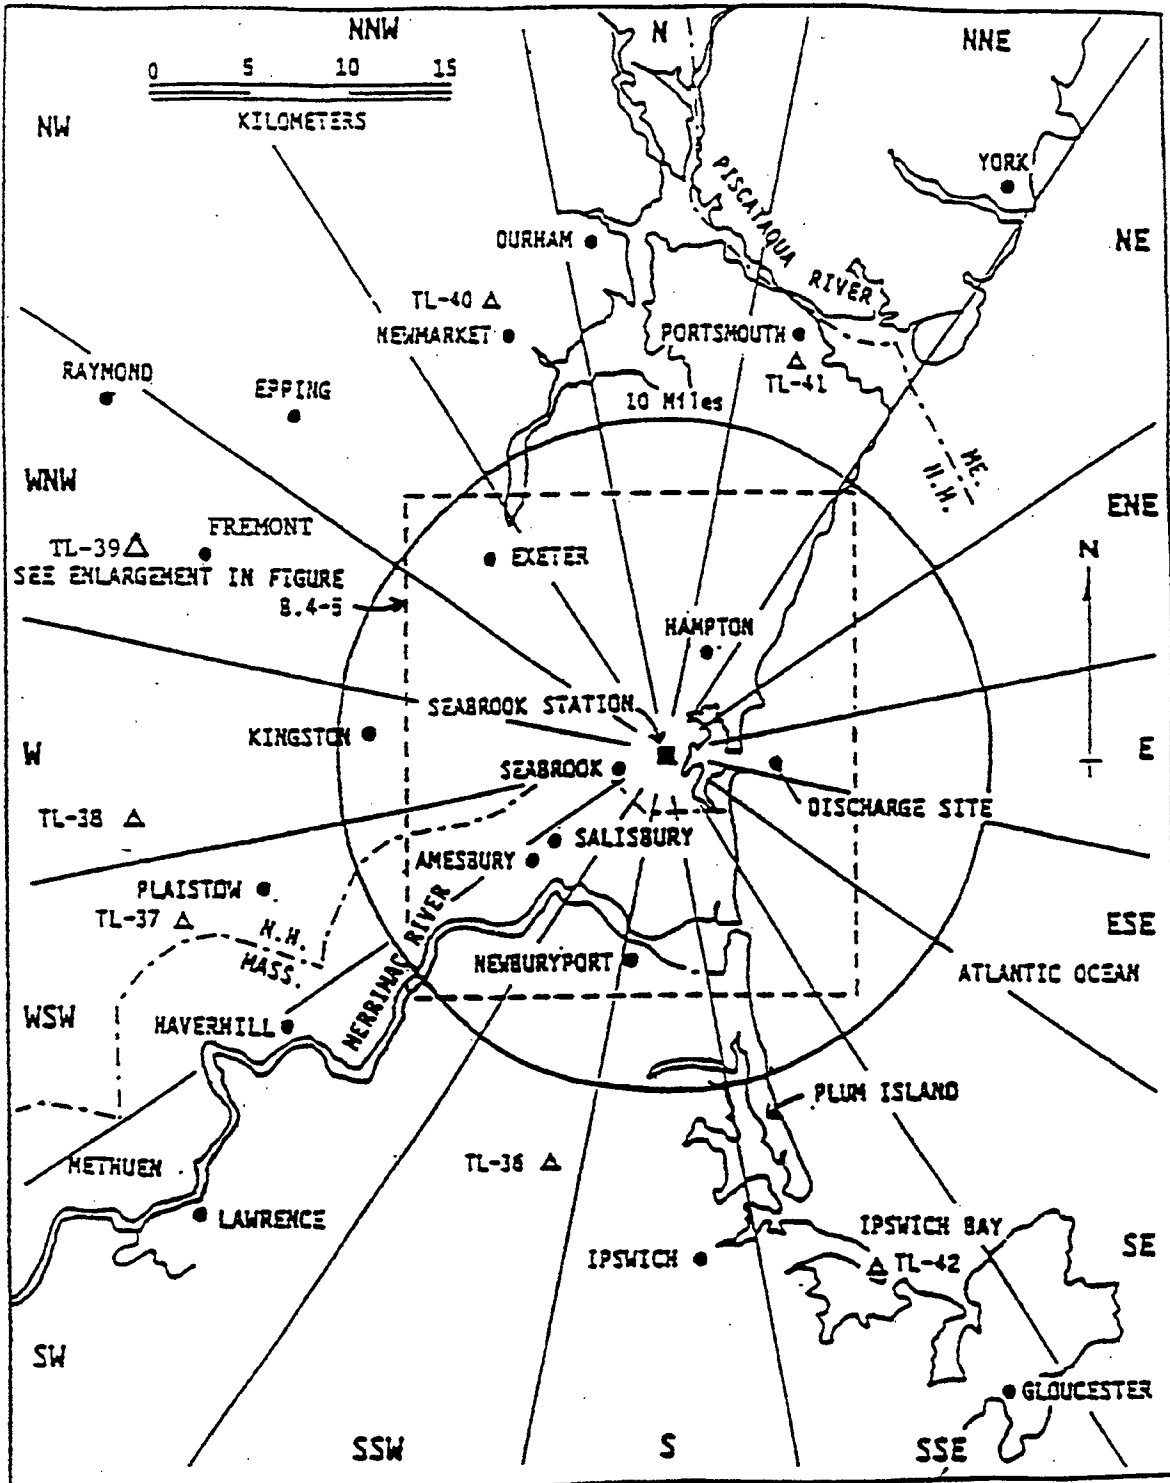 NNW
N
NNE
0 5 10 15
KILOMETERS
NW
YORK
PISCATAQUA
RIVER
DURHAM
NE
TL-40
NEWMARKET
PORTSMOUTH
TL-41
RAYMOND
EPPING
10 Miles
ME.
N.H.
WNW
ENE
FREMONT
TL-39
SEE ENLARGEMENT IN FIGURE
B.4-5
EXETER
N
HAMPTON
SEABROOK STATION
KINGSTON
W
E
SEABROOK
TL-38
DISCHARGE SITE
SALISBURY
AMESBURY
PLAISTOW
TL-37
N.H.
MASS.
MERRIMAC RIVER
ESE
NEWBURYPORT
ATLANTIC OCEAN
WSW
HAVERHILL
PLUM ISLAND
METHUEN
TL-36
LAWRENCE
IPSWICH BAY
IPSWICH
TL-42
SE
SW
GLOUCESTER
SSW
S
SSE